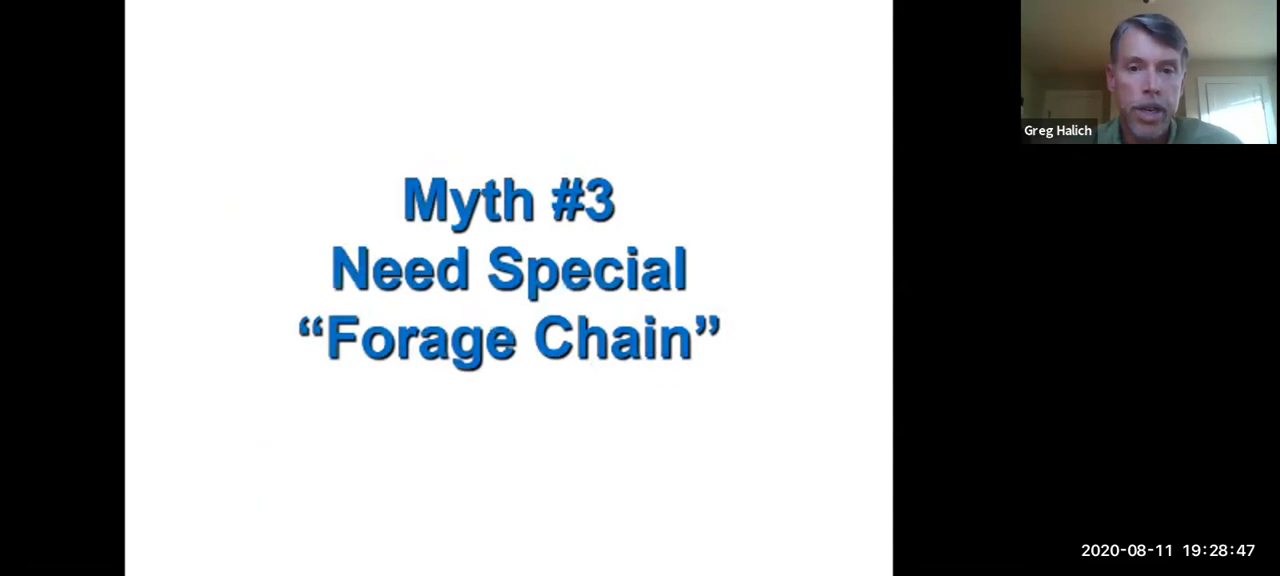 Myth #3
Need Special
“Forage Chain”
Greg Halich
2020-08-11 19:28:47